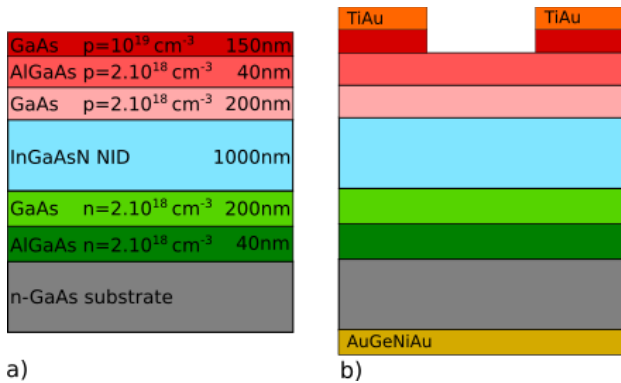 GaAs p=10¹⁹ cm⁻³ 150nm
AlGaAs p=2.10¹⁸ cm⁻³ 40nm
GaAs p=2.10¹⁸ cm⁻³ 200nm
InGaAsN NID 1000nm
GaAs n=2.10¹⁸ cm⁻³ 200nm
AlGaAs n=2.10¹⁸ cm⁻³ 40nm
n-GaAs substrate
a)
TiAu TiAu
AuGeNiAu
b)